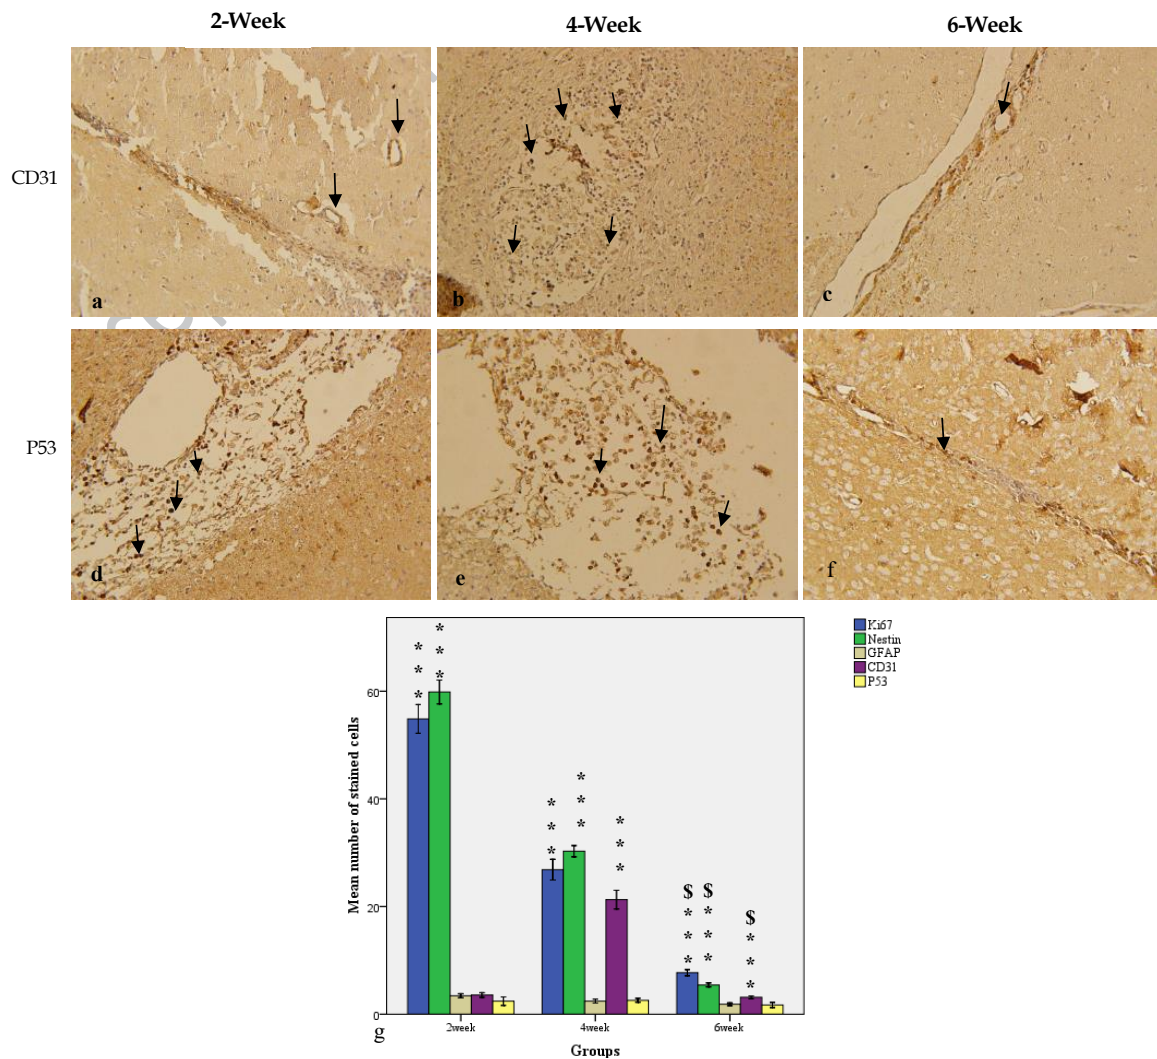 2-Week
4-Week
6-Week
CD31
a
b
c
P53
d
e
f
Ki67
Nestin
GFAP
CD31
P53
Mean number of stained cells
60
40
20
0
* * *
* * *
* * *
* * *
* * *
$ * * *
$ * * *
$ * * *
2week
4week
6week
g
Groups